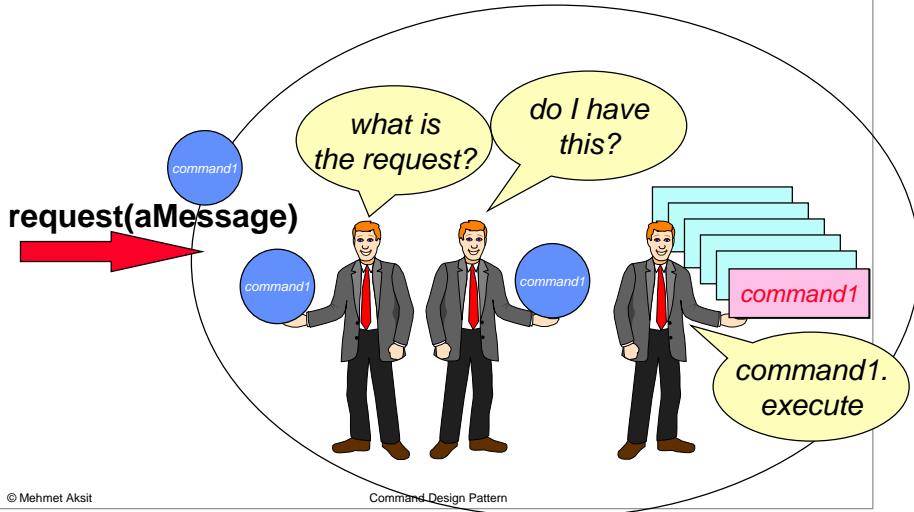 what is
the request?
do I have
this?
command1
request(aMessage)
command1
command1
command1
command1.
execute
© Mehmet Aksit
Command Design Pattern